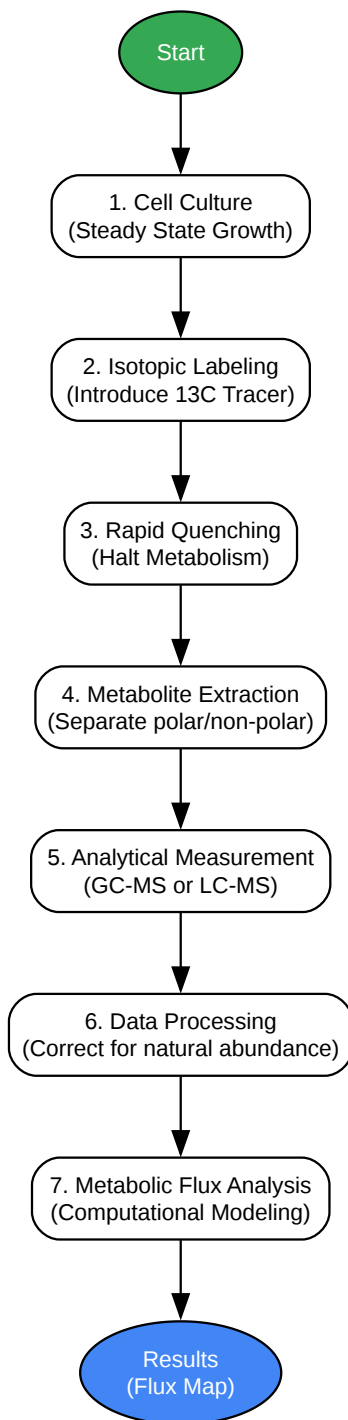 Start
1. Cell Culture
(Steady State Growth)
2. Isotopic Labeling
(Introduce 13C Tracer)
3. Rapid Quenching
(Halt Metabolism)
4. Metabolite Extraction
(Separate polar/non-polar)
5. Analytical Measurement
(GC-MS or LC-MS)
6. Data Processing
(Correct for natural abundance)
7. Metabolic Flux Analysis
(Computational Modeling)
Results
(Flux Map)